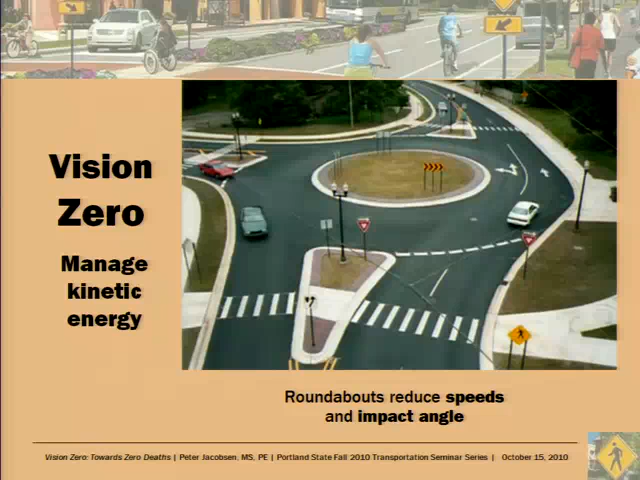 Vision
Zero
Manage
kinetic
energy
Roundabouts reduce speeds
and impact angle
Vision Zero: Towards Zero Deaths | Peter Jacobsen, MS, PE | Portland State Fall 2010 Transportation Seminar Series | October 15, 2010